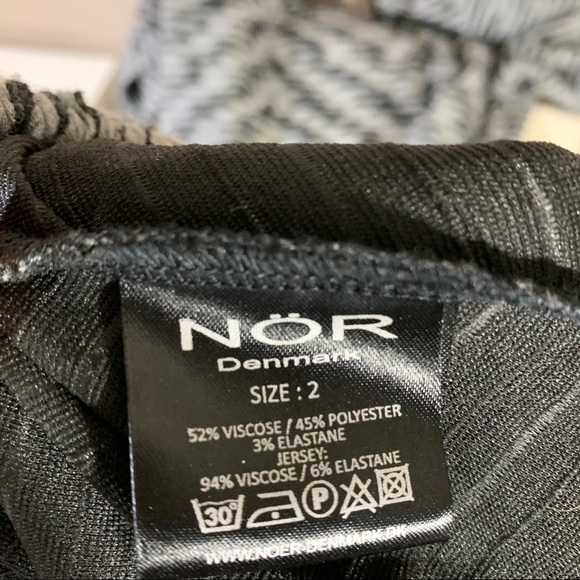 NÖR
Denmark
SIZE : 2
52% VISCOSE / 45% POLYESTER
3% ELASTANE
JERSEY:
94% VISCOSE / 6% ELASTANE
30° P
WWW.NOER-DENMARK.DK